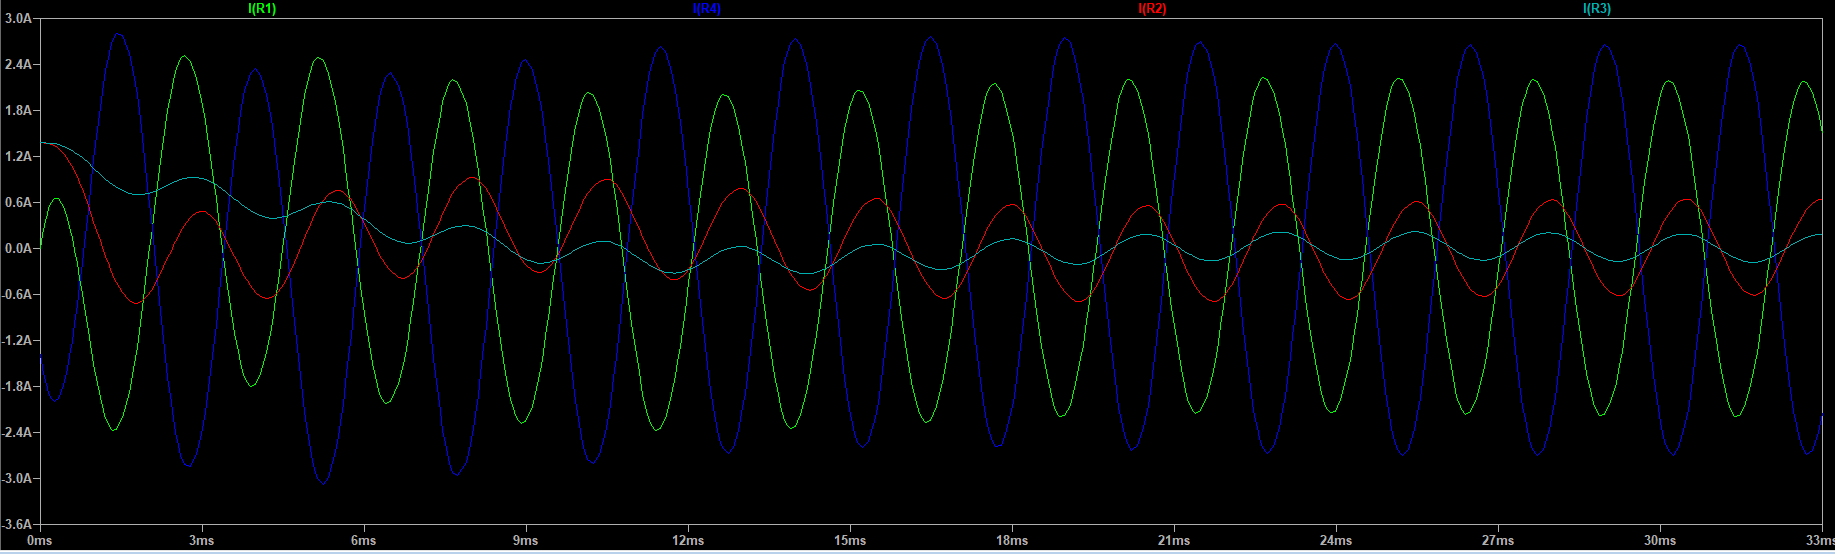 I(R1) I(R4) I(R2) I(R3)
3.0A
2.4A
1.8A
1.2A
0.6A
0.0A
-0.6A
-1.2A
-1.8A
-2.4A
-3.0A
-3.6A
0ms 3ms 6ms 9ms 12ms 15ms 18ms 21ms 24ms 27ms 30ms 33ms